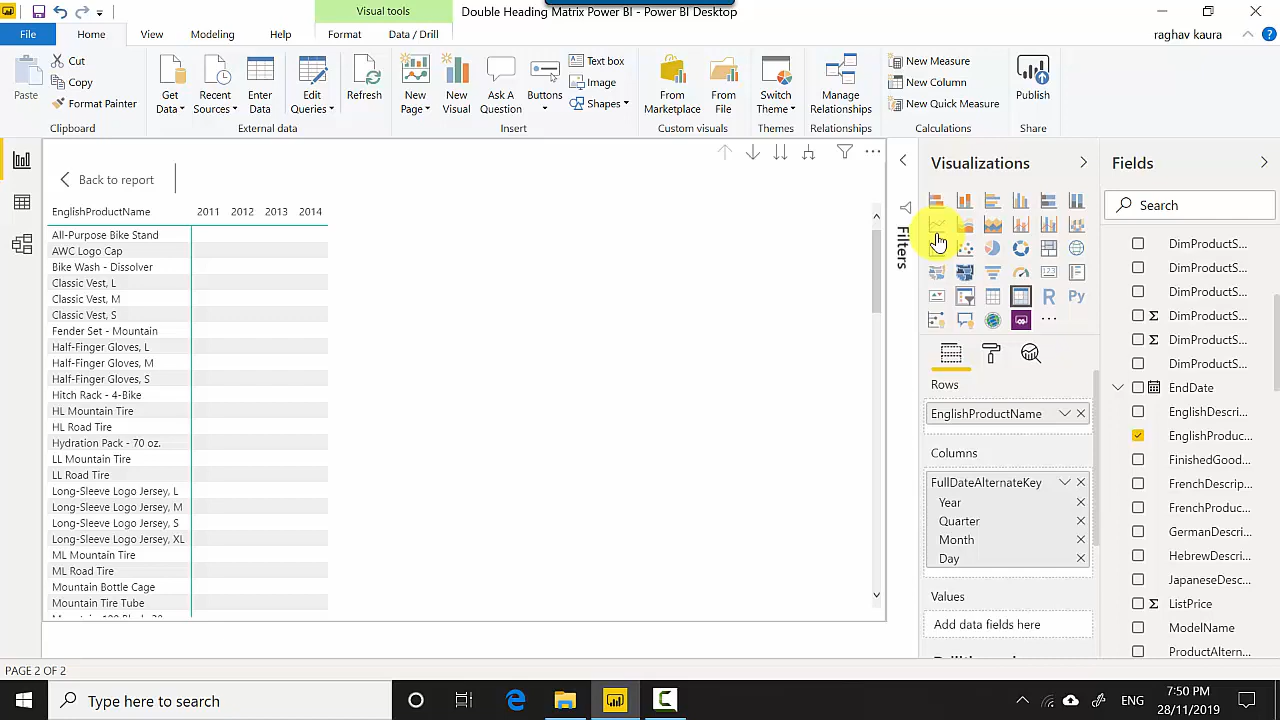 Visual tools
Double Heading Matrix Power BI - Power BI Desktop
File
Home
View
Modeling
Help
Format
Data / Drill
raghav kaura
Paste
Cut
Copy
Format Painter
Clipboard
Get Data
Recent Sources
Enter Data
Edit Queries
Refresh
External data
New Page
New Visual
Ask A Question
Buttons
Text box
Image
Shapes
Insert
From Marketplace
From File
Custom visuals
Switch Theme
Themes
Manage Relationships
Relationships
New Measure
New Column
New Quick Measure
Calculations
Publish
Share
Back to report
EnglishProductName 2011 2012 2013 2014
All-Purpose Bike Stand
AWC Logo Cap
Bike Wash - Dissolver
Classic Vest, L
Classic Vest, M
Classic Vest, S
Fender Set - Mountain
Half-Finger Gloves, L
Half-Finger Gloves, M
Half-Finger Gloves, S
Hitch Rack - 4-Bike
HL Mountain Tire
HL Road Tire
Hydration Pack - 70 oz.
LL Mountain Tire
LL Road Tire
Long-Sleeve Logo Jersey, L
Long-Sleeve Logo Jersey, M
Long-Sleeve Logo Jersey, S
Long-Sleeve Logo Jersey, XL
ML Mountain Tire
ML Road Tire
Mountain Bottle Cage
Mountain Tire Tube
Filters
Visualizations
R
Py
Rows
EnglishProductName
Columns
FullDateAlternateKey
Year
Quarter
Month
Day
Values
Add data fields here
Fields
Search
DimProductS...
DimProductS...
DimProductS...
DimProductS...
DimProductS...
DimProductS...
EndDate
EnglishDescri...
EnglishProduc...
FinishedGood...
FrenchDescrip...
FrenchProduc...
GermanDescri...
HebrewDescri...
JapaneseDesc...
ListPrice
ModelName
ProductAltern...
PAGE 2 OF 2
Type here to search
ENG
7:50 PM
28/11/2019